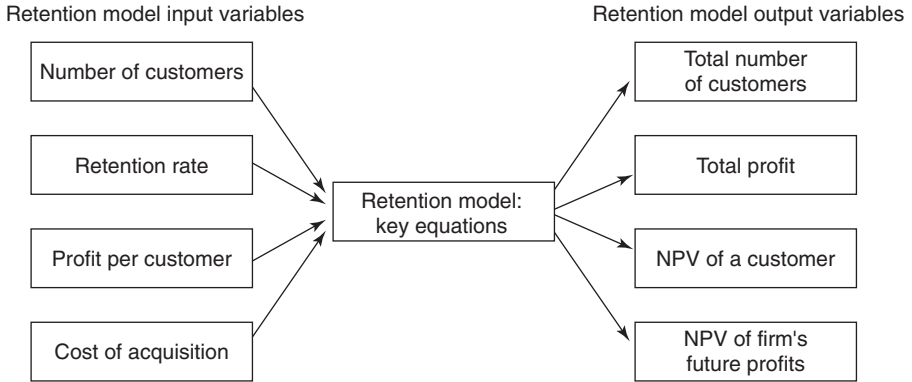 Retention model input variables
Retention model output variables
Number of customers
Retention rate
Profit per customer
Cost of acquisition
Retention model:
key equations
Total number
of customers
Total profit
NPV of a customer
NPV of firm's
future profits